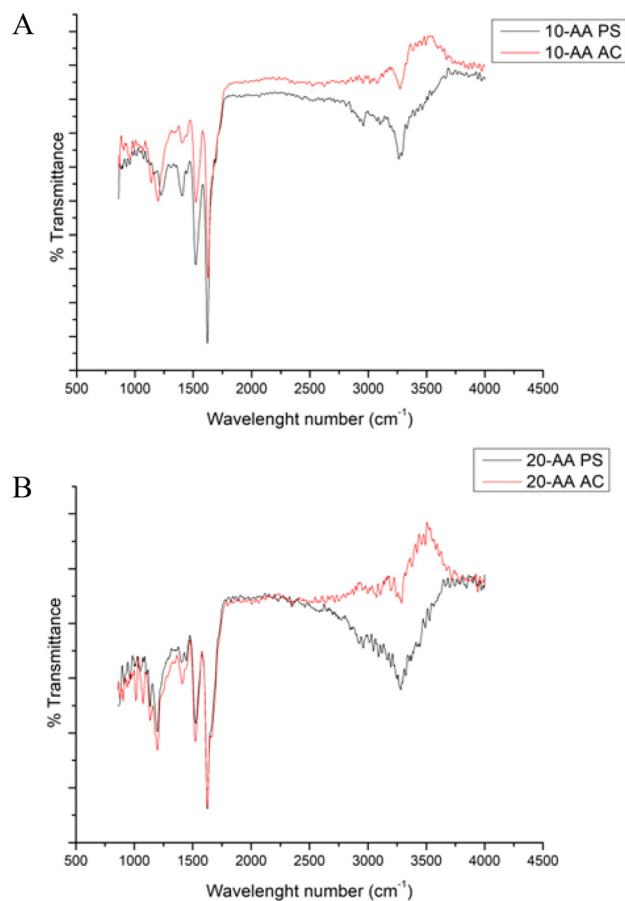 A
10-AA PS
10-AA AC
% Transmittance
500 1000 1500 2000 2500 3000 3500 4000 4500
Wavelenght number (cm⁻¹)
B
20-AA PS
20-AA AC
% Transmittance
500 1000 1500 2000 2500 3000 3500 4000 4500
Wavelenght number (cm⁻¹)